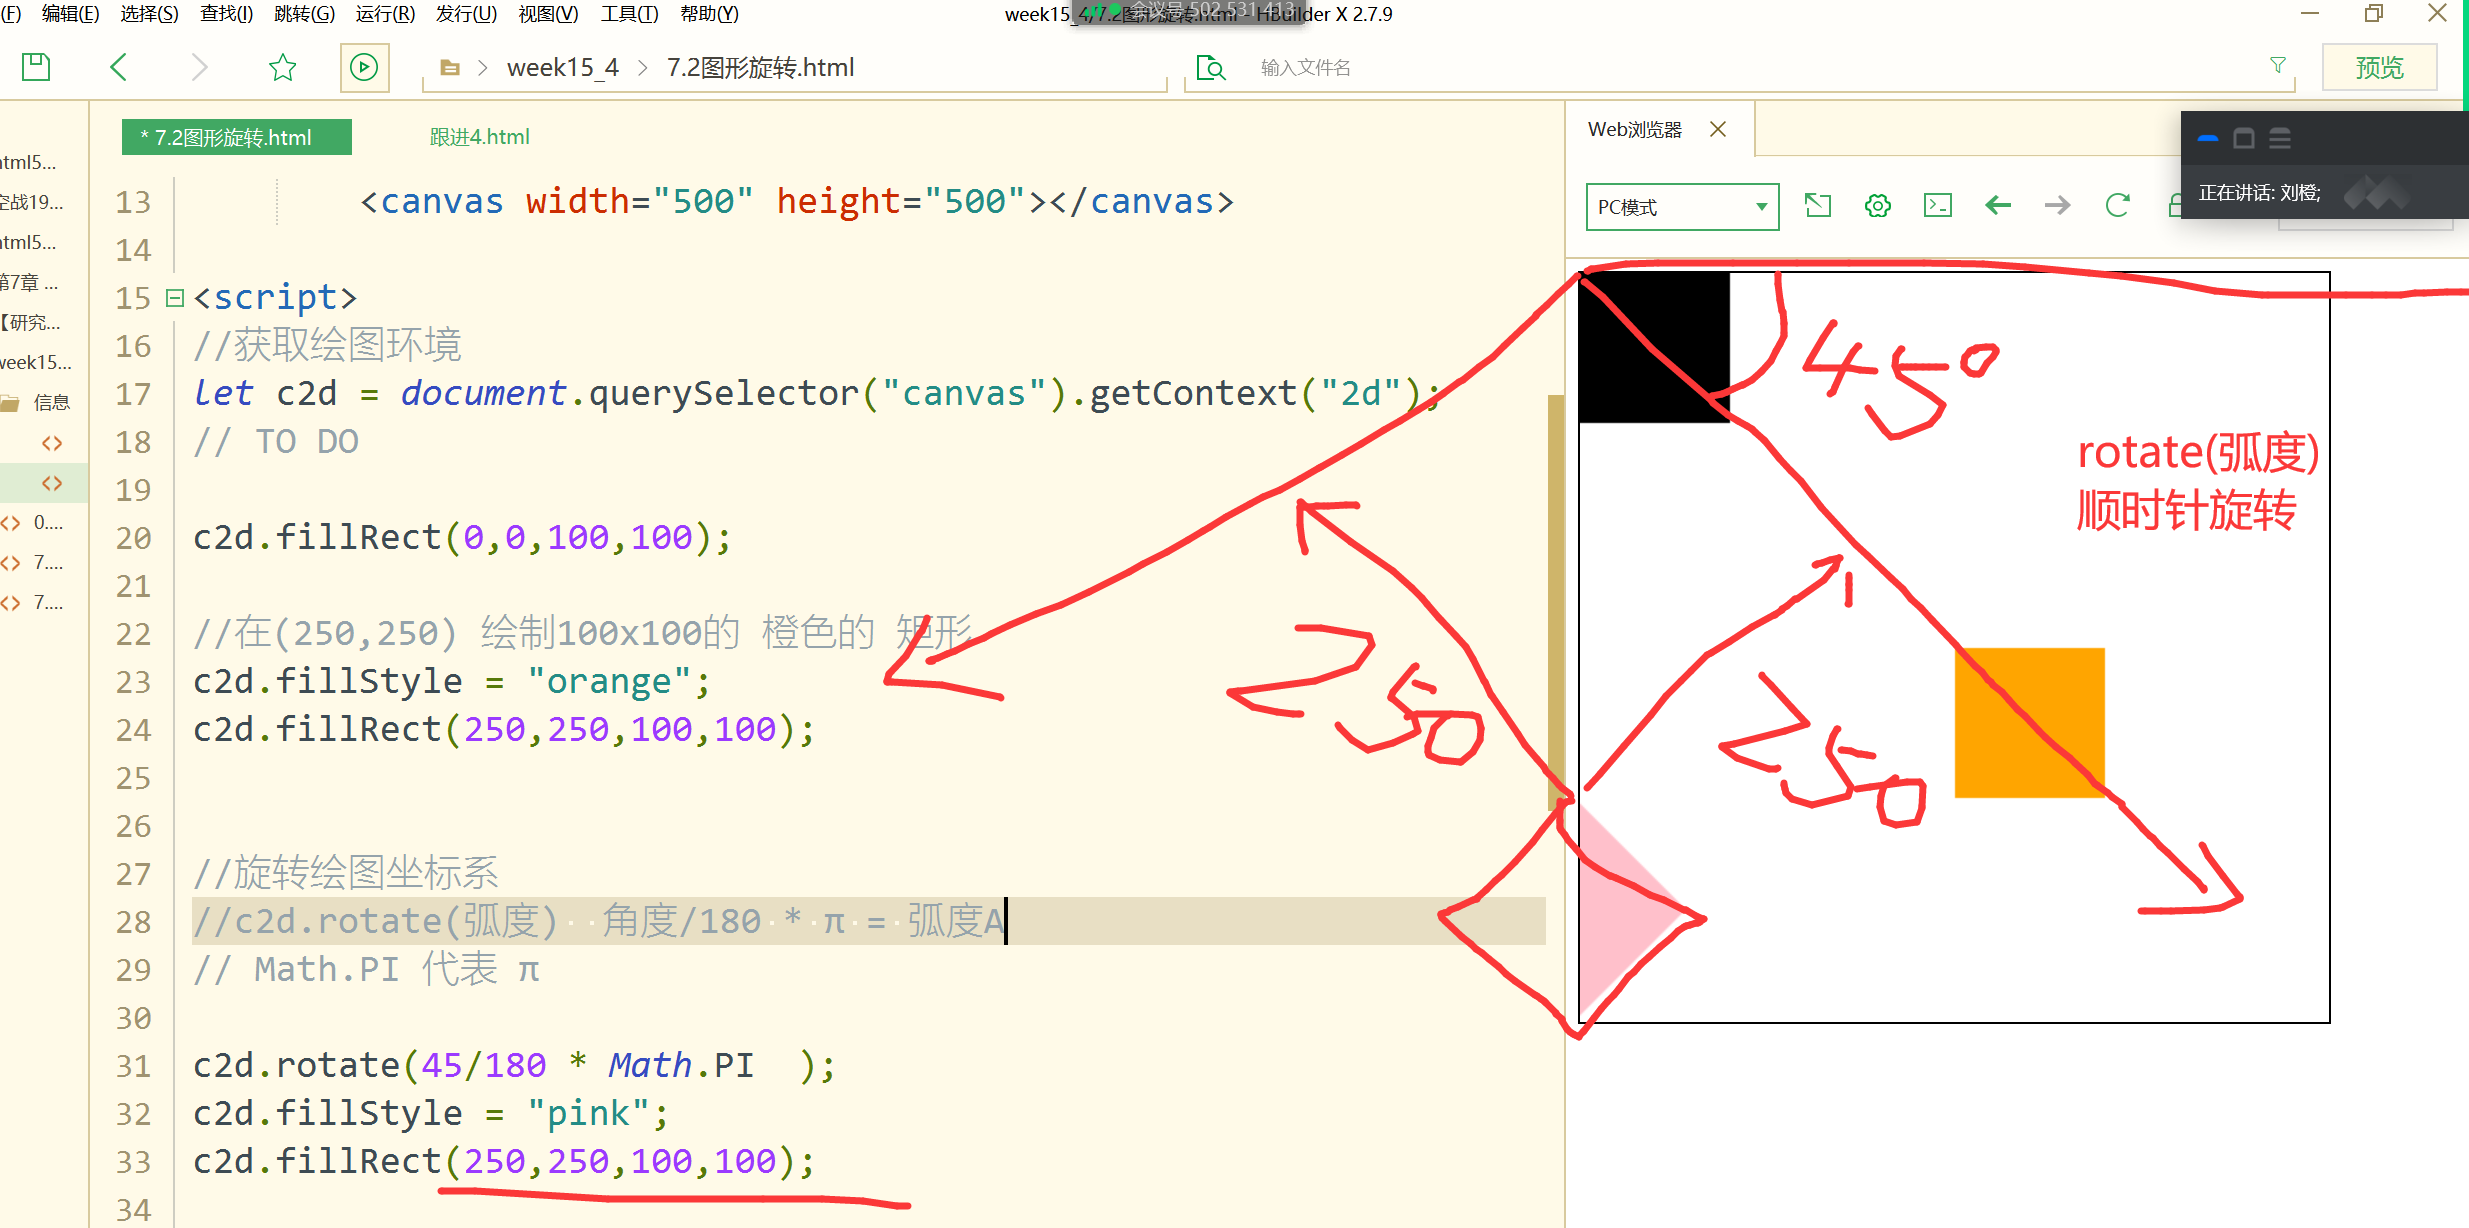 (F) 编辑(E) 选择(S) 查找(I) 跳转(G) 运行(R) 发行(U) 视图(V) 工具(T) 帮助(Y)
week15_4/7.2图形旋转.html - HBuilder X 2.7.9
会议号 502 531 413
week15_4 > 7.2图形旋转.html
输入文件名
预览
* 7.2图形旋转.html
跟进4.html
Web浏览器
正在讲话: 刘橙;
PC模式
html5...
空战19...
html5...
第7章 ...
【研究...
week15...
信息
0....
7....
7....
13 <canvas width="500" height="500"></canvas>
14
15 <script>
16 //获取绘图环境
17 let c2d = document.querySelector("canvas").getContext("2d");
18 // TO DO
19
20 c2d.fillRect(0,0,100,100);
21
22 //在(250,250) 绘制100x100的 橙色的 矩形
23 c2d.fillStyle = "orange";
24 c2d.fillRect(250,250,100,100);
25
26
27 //旋转绘图坐标系
28 //c2d.rotate(弧度) 角度/180 * π = 弧度A
29 // Math.PI 代表 π
30
31 c2d.rotate(45/180 * Math.PI );
32 c2d.fillStyle = "pink";
33 c2d.fillRect(250,250,100,100);
34
45°
rotate(弧度)
顺时针旋转
250
250